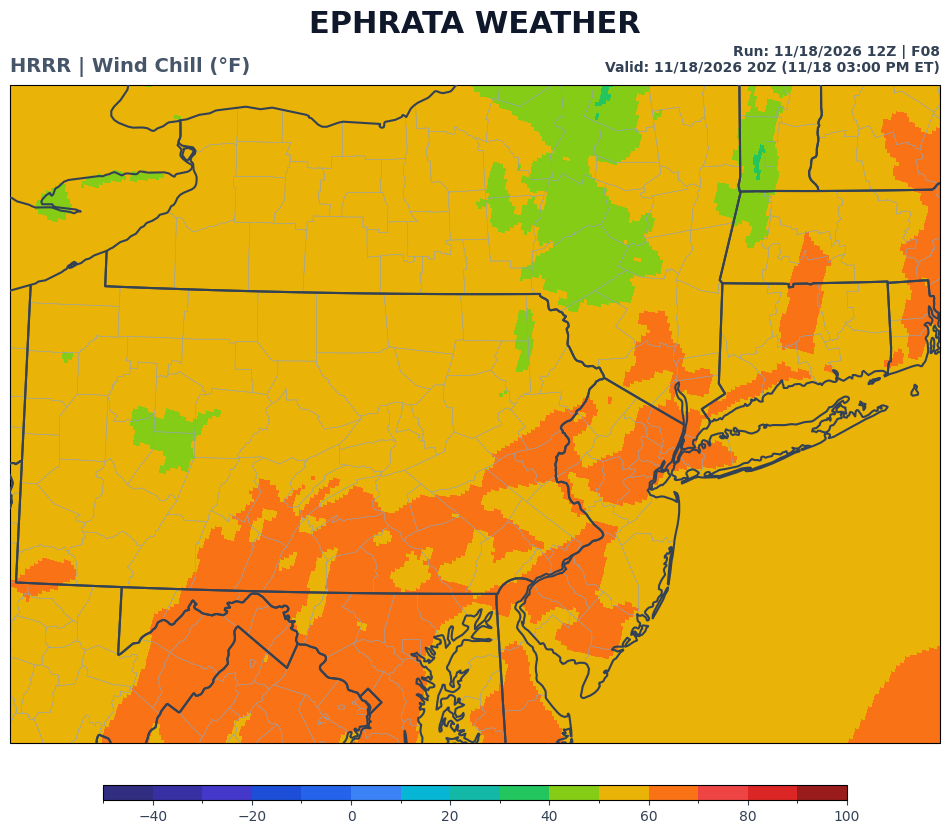 EPHRATA WEATHER
HRRR | Wind Chill (°F)
Run: 11/18/2026 12Z | F08
Valid: 11/18/2026 20Z (11/18 03:00 PM ET)
−40 −20 0 20 40 60 80 100